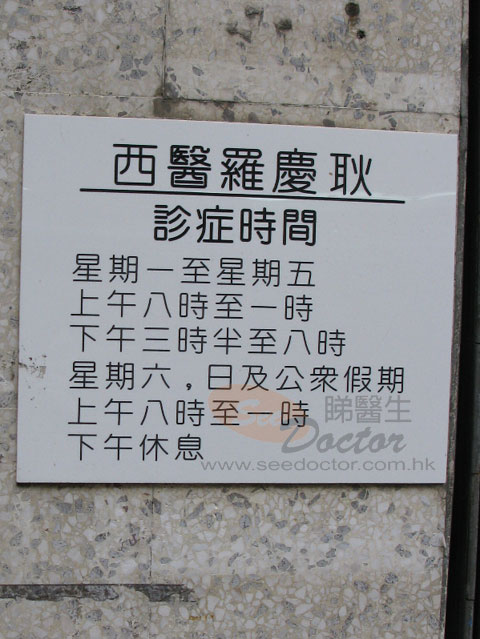 西醫羅慶耿
診症時間
星期一至星期五
上午八時至一時
下午三時半至八時
星期六，日及公眾假期
上午八時至一時
下午休息
睇醫生
See Doctor
www.seedoctor.com.hk